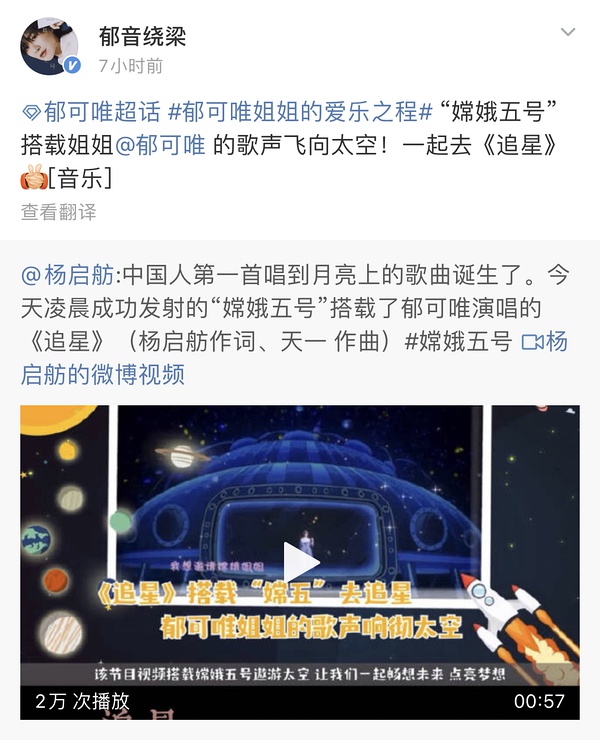 郁音绕梁
7小时前
郁可唯超话 #郁可唯姐姐的爱乐之程# “嫦娥五号”
搭载姐姐@郁可唯 的歌声飞向太空！一起去《追星》
[音乐]
查看翻译
@杨启舫:中国人第一首唱到月亮上的歌曲诞生了。今
天凌晨成功发射的“嫦娥五号”搭载了郁可唯演唱的
《追星》（杨启舫作词、天一 作曲）#嫦娥五号 杨
启舫的微博视频
我想邀请嫦娥姐姐
《追星》搭载“嫦五”去追星
郁可唯姐姐的歌声响彻太空
该节目视频搭载嫦娥五号遨游太空 让我们一起畅想未来 点亮梦想
2万 次播放
00:57
追星